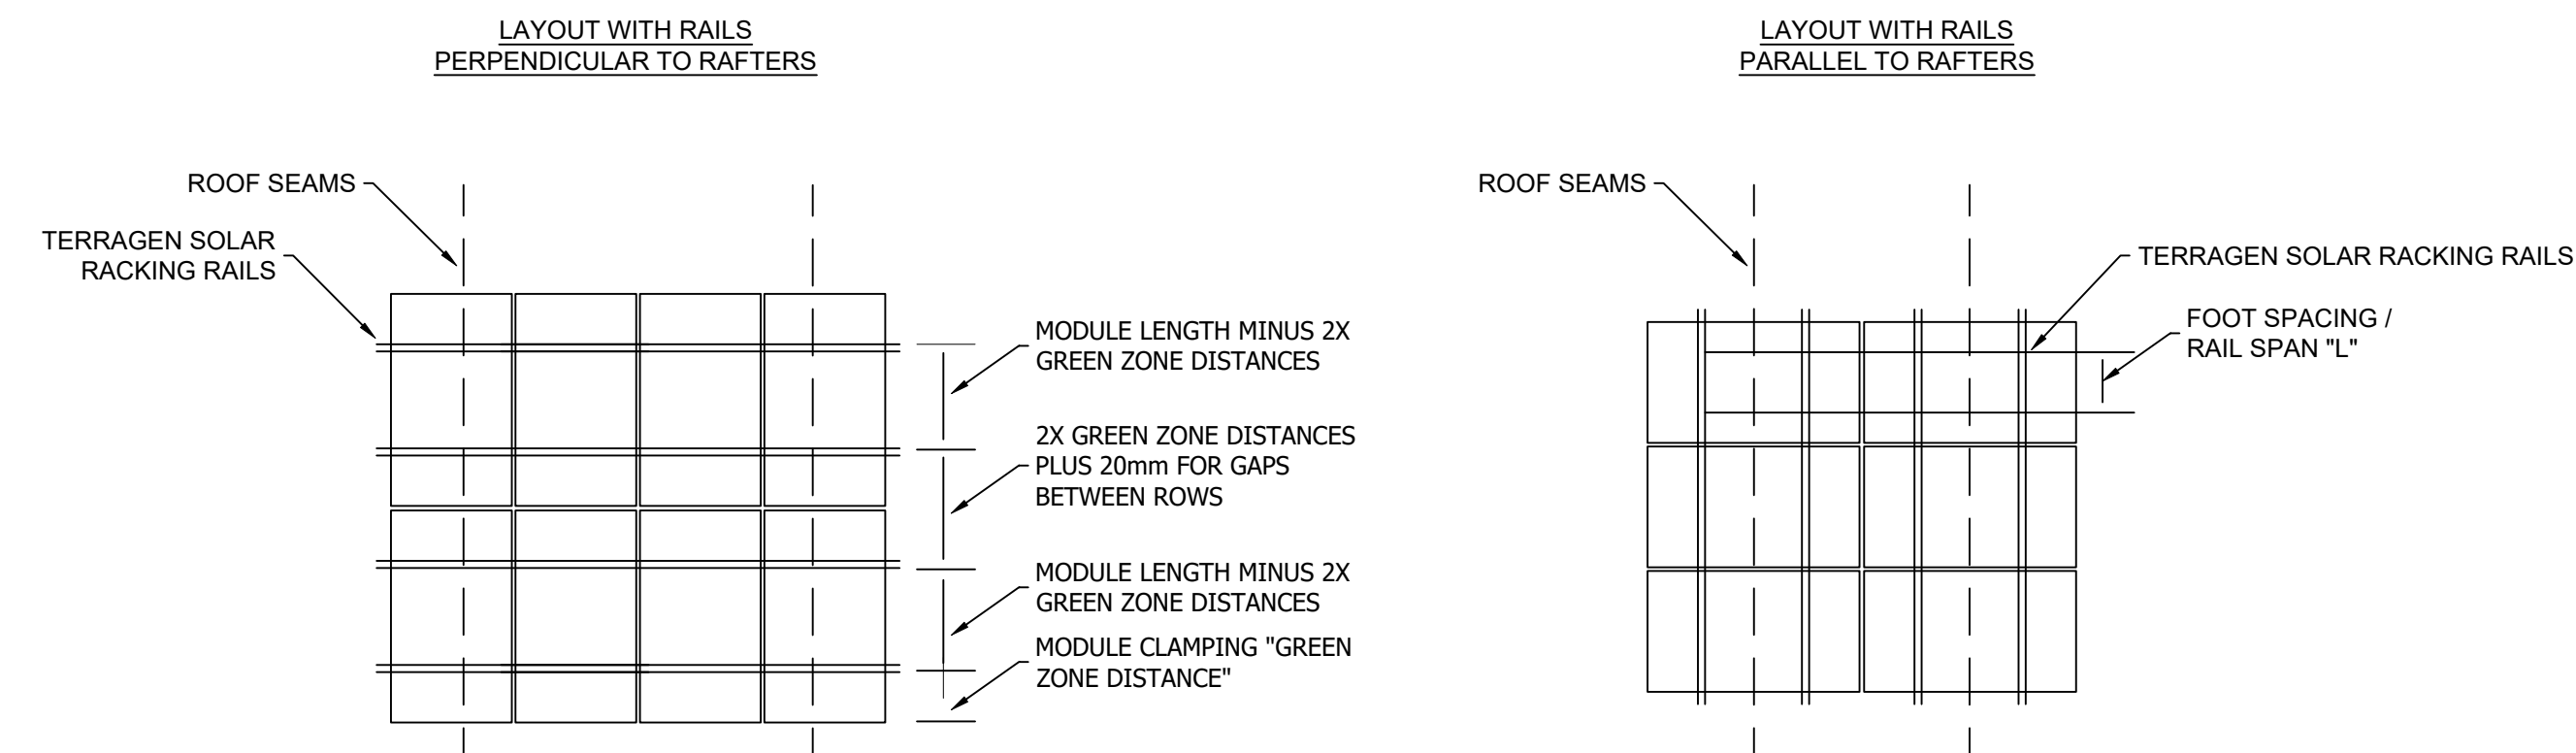 LAYOUT WITH RAILS
PERPENDICULAR TO RAFTERS
ROOF SEAMS
TERRAGEN SOLAR
RACKING RAILS
MODULE LENGTH MINUS 2X
GREEN ZONE DISTANCES
2X GREEN ZONE DISTANCES
PLUS 20mm FOR GAPS
BETWEEN ROWS
MODULE LENGTH MINUS 2X
GREEN ZONE DISTANCES
MODULE CLAMPING "GREEN
ZONE DISTANCE"
LAYOUT WITH RAILS
PARALLEL TO RAFTERS
ROOF SEAMS
TERRAGEN SOLAR RACKING RAILS
FOOT SPACING /
RAIL SPAN "L"